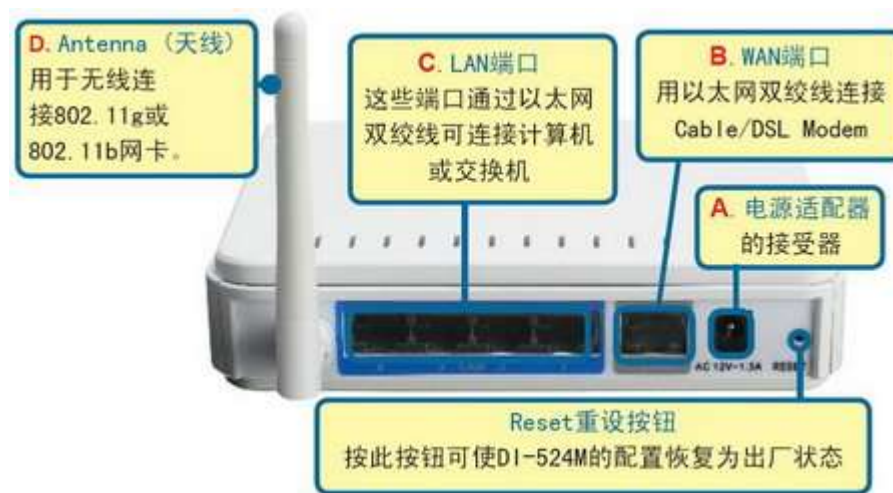 D. Antenna (天线)
用于无线连
接802.11g或
802.11b网卡。
C. LAN端口
这些端口通过以太网
双绞线可连接计算机
或交换机
B. WAN端口
用以太网双绞线连接
Cable/DSL Modem
A. 电源适配器
的接受器
AC 12V~1.5A RESET
Reset重设按钮
按此按钮可使DI-524M的配置恢复为出厂状态